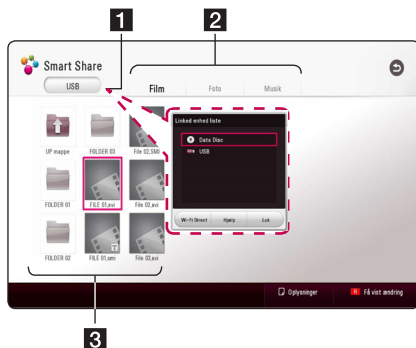 1
2
Smart Share
USB
Film
Foto
Musik
Linked enhed liste
Data Disc
USB
Wi-Fi Direct
Hjælp
Luk
UP mappe
FOLDER 03
File 02,SMI
FOLDER 01
FILE 01,avi
File 02,avi
FOLDER 02
T
FILE 01,smi
File 03,avi
Oplysninger
R Få vist ændring
3